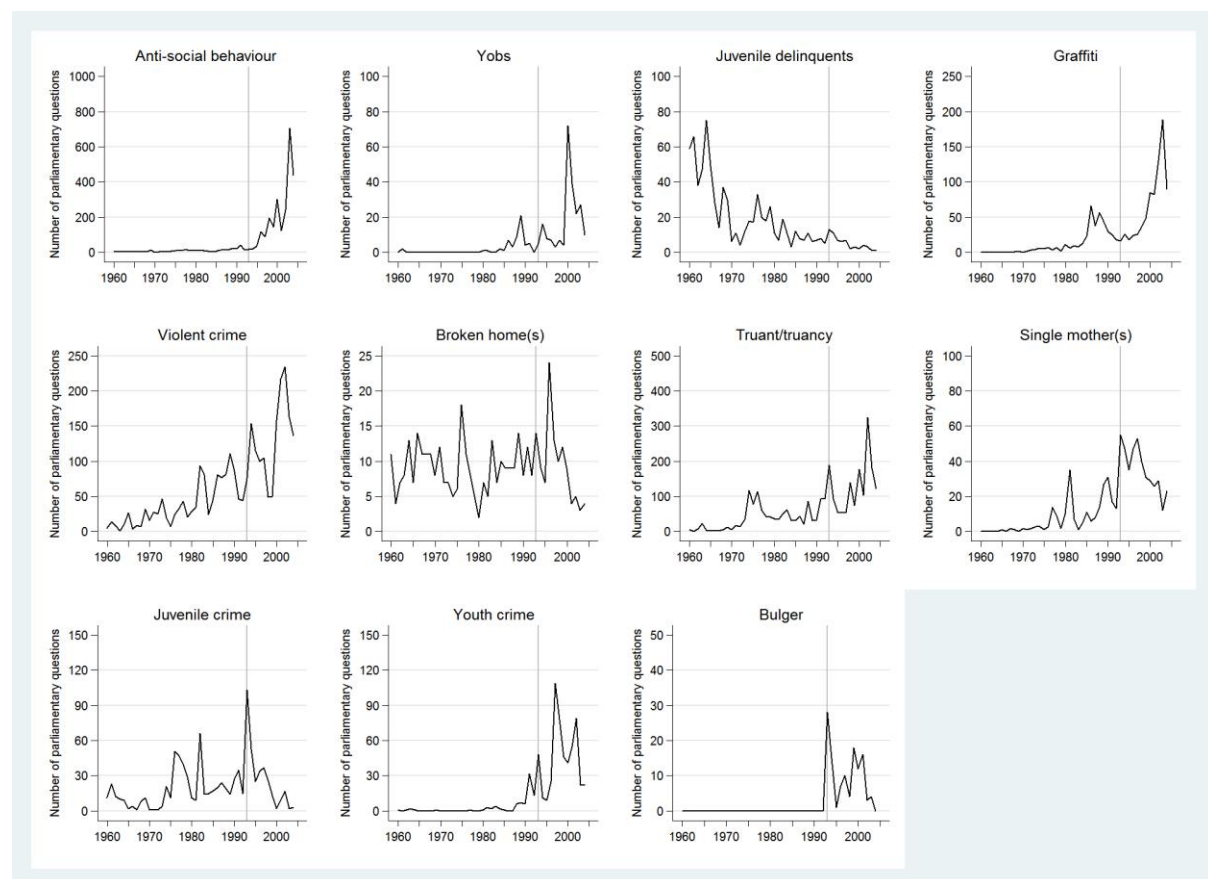 Anti-social behaviour
Number of parliamentary questions
1000
800
600
400
200
0
1960 1970 1980 1990 2000
Yobs
Number of parliamentary questions
100
80
60
40
20
0
1960 1970 1980 1990 2000
Juvenile delinquents
Number of parliamentary questions
100
80
60
40
20
0
1960 1970 1980 1990 2000
Graffiti
Number of parliamentary questions
250
200
150
100
50
0
1960 1970 1980 1990 2000
Violent crime
Number of parliamentary questions
250
200
150
100
50
0
1960 1970 1980 1990 2000
Broken home(s)
Number of parliamentary questions
25
20
15
10
5
0
1960 1970 1980 1990 2000
Truant/truancy
Number of parliamentary questions
500
400
300
200
100
0
1960 1970 1980 1990 2000
Single mother(s)
Number of parliamentary questions
100
80
60
40
20
0
1960 1970 1980 1990 2000
Juvenile crime
Number of parliamentary questions
150
120
90
60
30
0
1960 1970 1980 1990 2000
Youth crime
Number of parliamentary questions
150
120
90
60
30
0
1960 1970 1980 1990 2000
Bulger
Number of parliamentary questions
50
40
30
20
10
0
1960 1970 1980 1990 2000